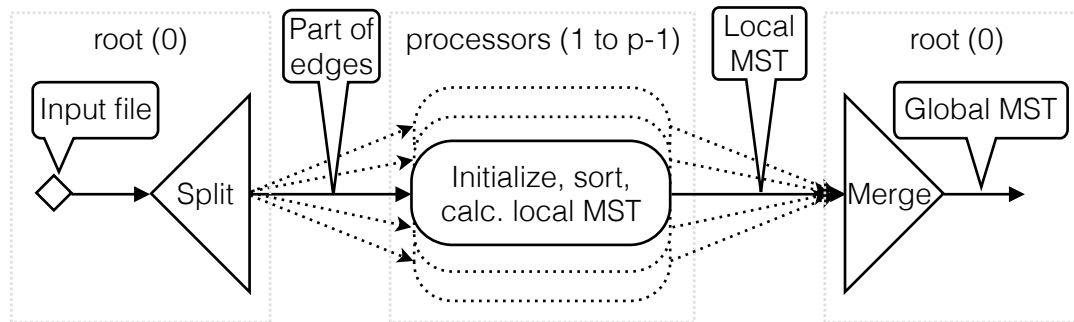 root (0)
Part of
edges
processors (1 to p-1)
Local
MST
root (0)
Input file
Global MST
Split
Initialize, sort,
calc. local MST
Merge